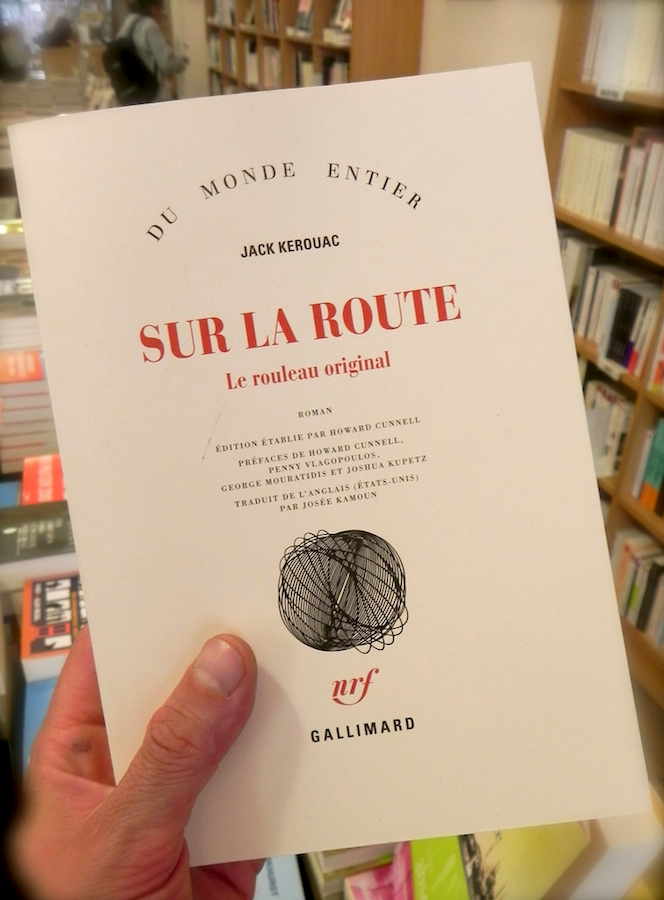 DU MONDE ENTIER
JACK KEROUAC
SUR LA ROUTE
Le rouleau original
ROMAN
ÉDITION ÉTABLIE PAR HOWARD CUNNELL
PRÉFACES DE HOWARD CUNNELL,
PENNY VLAGOPOULOS,
GEORGE MOURATIDIS ET JOSHUA KUPETZ
TRADUIT DE L'ANGLAIS (ÉTATS-UNIS)
PAR JOSÉE KAMOUN
nrf
GALLIMARD